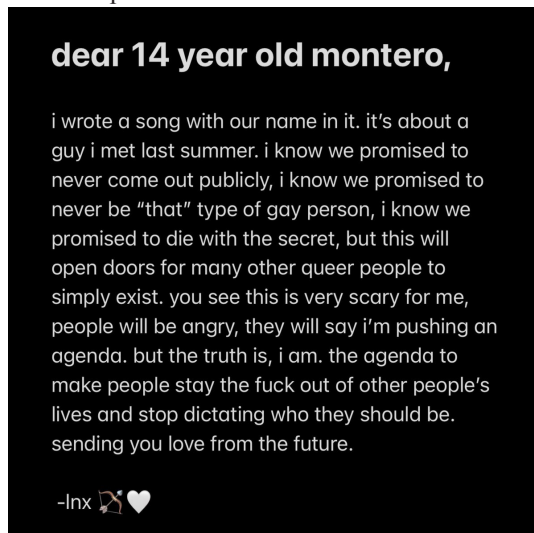 dear 14 year old montero,
i wrote a song with our name in it. it’s about a
guy i met last summer. i know we promised to
never come out publicly, i know we promised to
never be “that” type of gay person, i know we
promised to die with the secret, but this will
open doors for many other queer people to
simply exist. you see this is very scary for me,
people will be angry, they will say i’m pushing an
agenda. but the truth is, i am. the agenda to
make people stay the fuck out of other people’s
lives and stop dictating who they should be.
sending you love from the future.
-lnx 🏹🤍